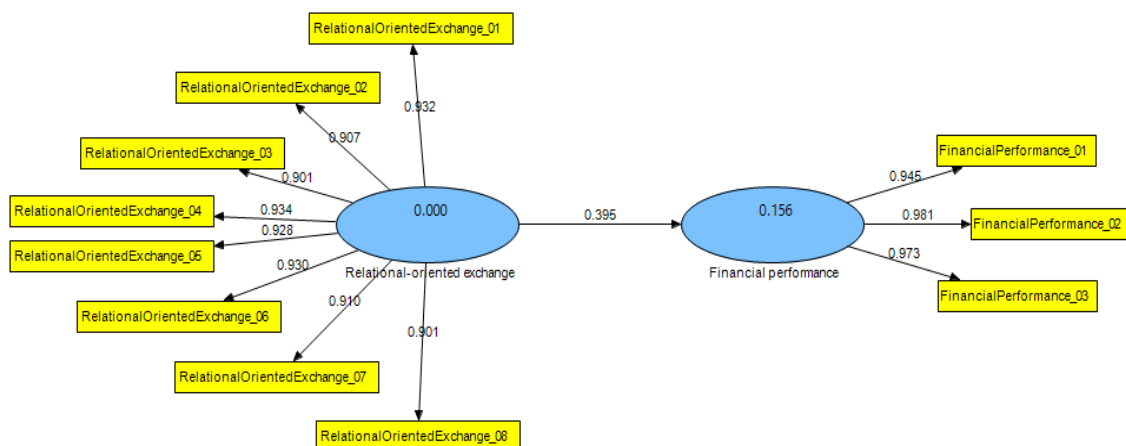 RelationalOrientedExchange_01
RelationalOrientedExchange_02
RelationalOrientedExchange_03
RelationalOrientedExchange_04
RelationalOrientedExchange_05
RelationalOrientedExchange_06
RelationalOrientedExchange_07
RelationalOrientedExchange_08
0.932
0.907
0.901
0.934
0.928
0.930
0.910
0.901
0.000
Relational-oriented exchange
0.395
0.156
Financial performance
0.945
0.981
0.973
FinancialPerformance_01
FinancialPerformance_02
FinancialPerformance_03